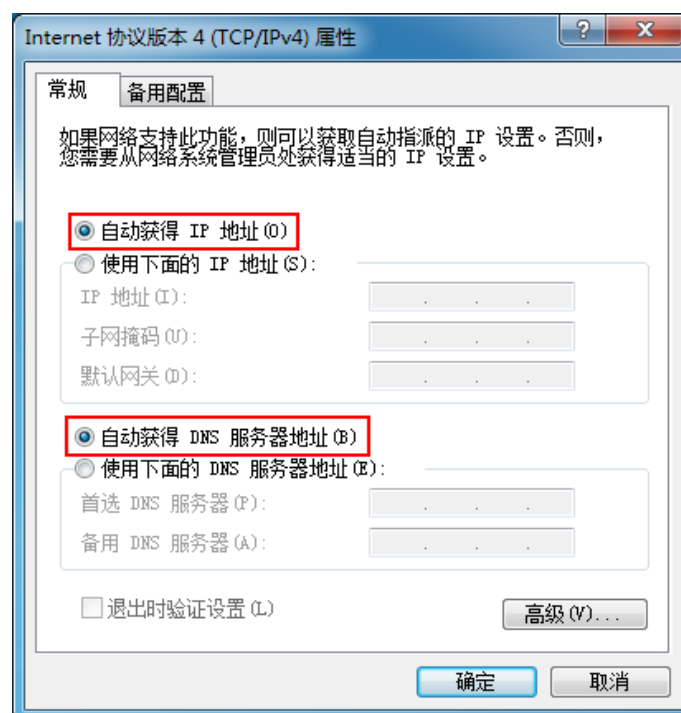 Internet 协议版本 4 (TCP/IPv4) 属性
常规 备用配置
如果网络支持此功能，则可以获取自动指派的 IP 设置。否则，
您需要从网络系统管理员处获得适当的 IP 设置。
自动获得 IP 地址(O)
使用下面的 IP 地址(S):
IP 地址(I):
子网掩码(U):
默认网关(D):
自动获得 DNS 服务器地址(B)
使用下面的 DNS 服务器地址(E):
首选 DNS 服务器(P):
备用 DNS 服务器(A):
退出时验证设置(L)
高级(V)...
确定 取消